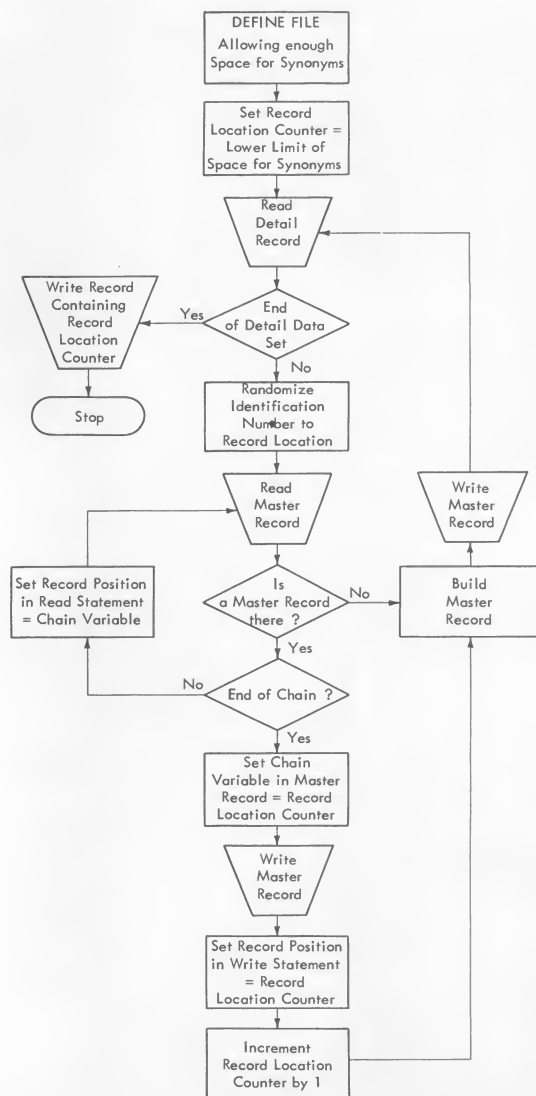 DEFINE FILE
Allowing enough
Space for Synonyms
Set Record
Location Counter =
Lower Limit of
Space for Synonyms
Read
Detail
Record
End
of Detail Data
Set
Yes
No
Write Record
Containing
Record
Location
Counter
Stop
Randomize
Identification
Number to
Record Location
Read
Master
Record
Is
a Master Record
there ?
No
Yes
Build
Master
Record
Write
Master
Record
End of Chain ?
No
Set Record Position
in Read Statement
= Chain Variable
Yes
Set Chain
Variable in Master
Record = Record
Location Counter
Write
Master
Record
Set Record Position
in Write Statement
= Record
Location Counter
Increment
Record Location
Counter by 1